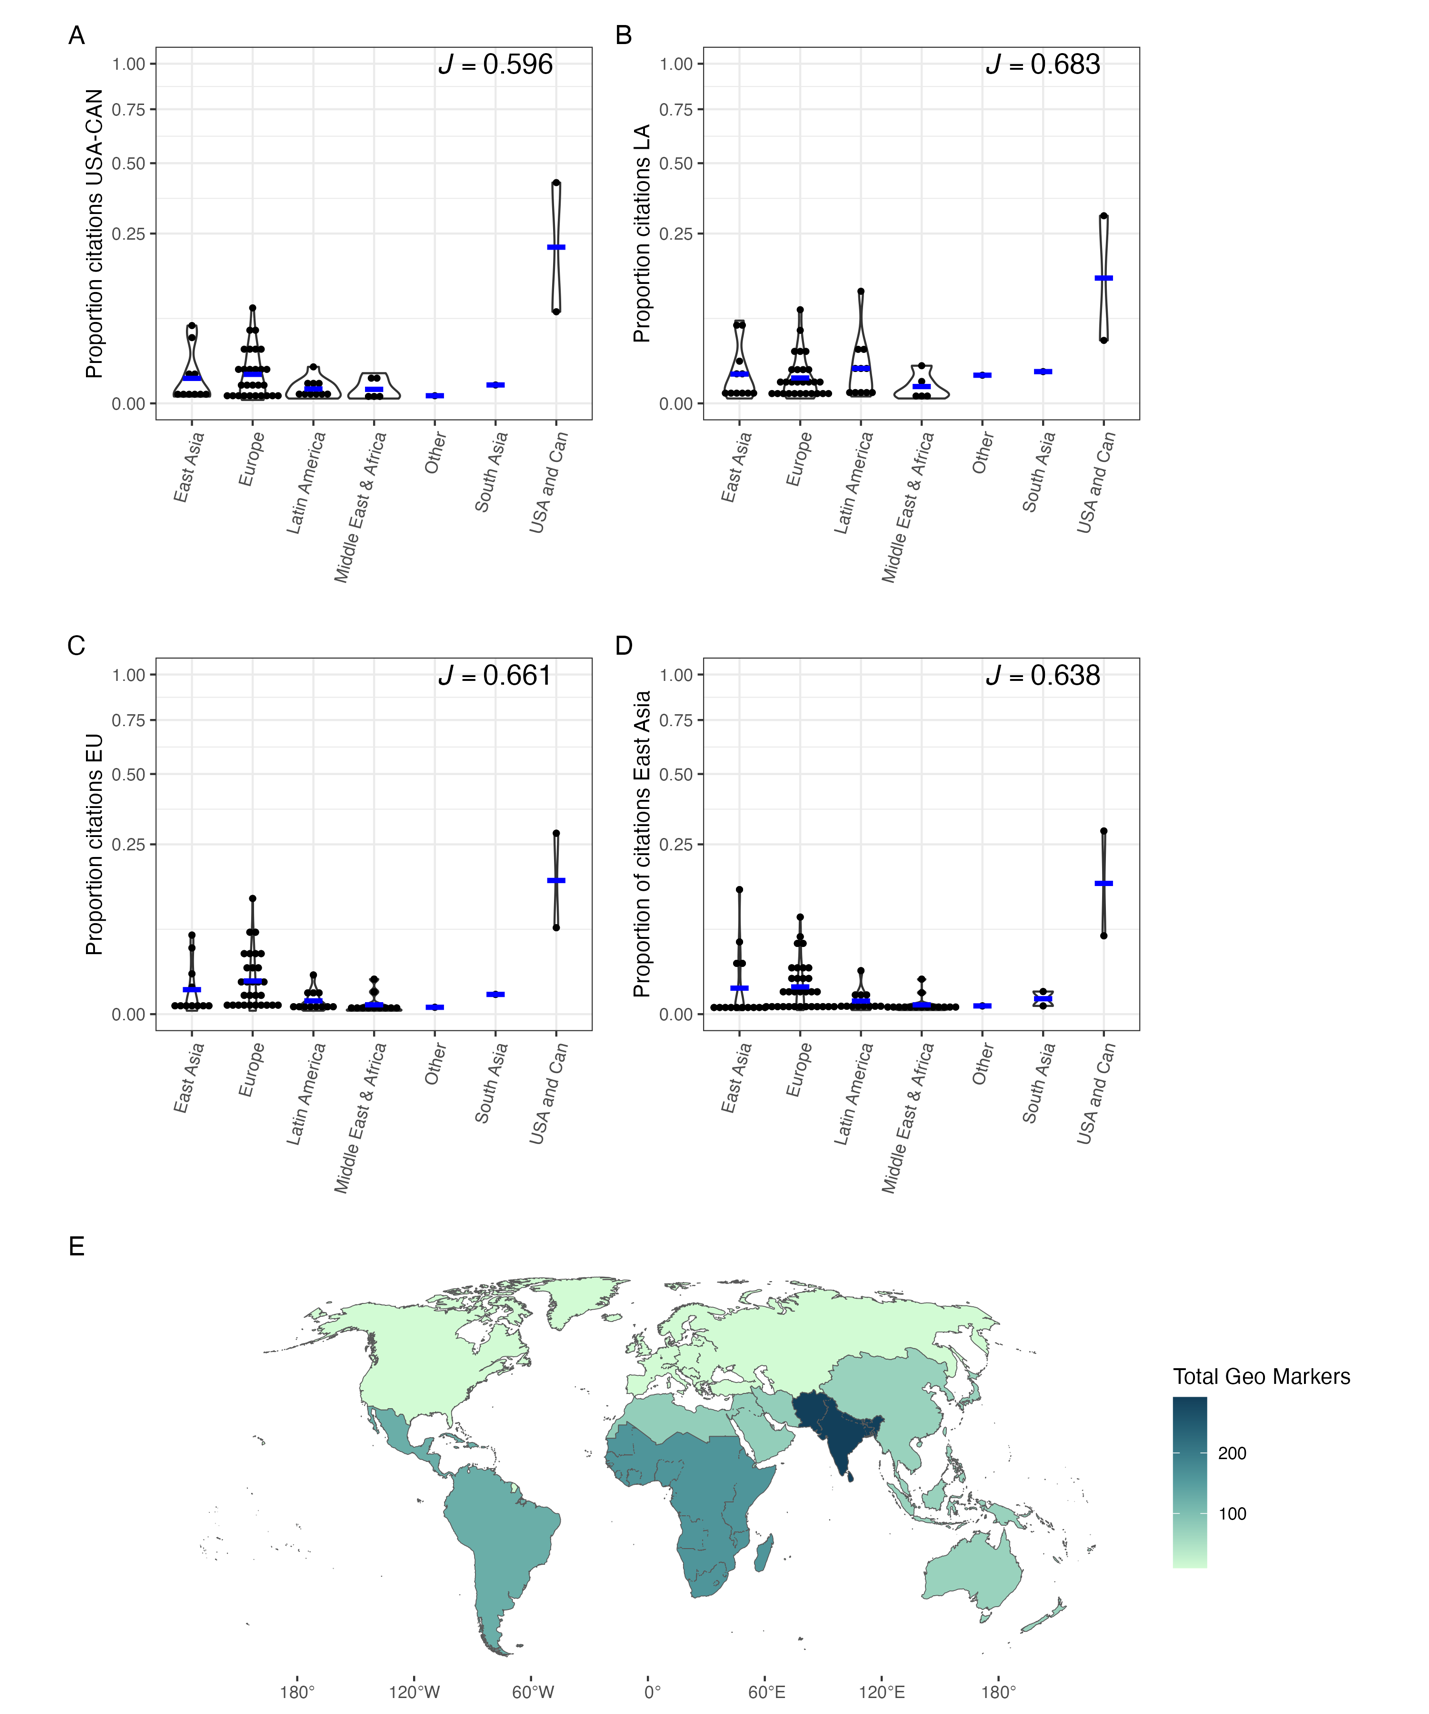 A
J = 0.596
Proportion citations USA-CAN
1.00
0.75
0.50
0.25
0.00
East Asia
Europe
Latin America
Middle East & Africa
Other
South Asia
USA and Can
B
J = 0.683
Proportion citations LA
1.00
0.75
0.50
0.25
0.00
East Asia
Europe
Latin America
Middle East & Africa
Other
South Asia
USA and Can
C
J = 0.661
Proportion citations EU
1.00
0.75
0.50
0.25
0.00
East Asia
Europe
Latin America
Middle East & Africa
Other
South Asia
USA and Can
D
J = 0.638
Proportion of citations East Asia
1.00
0.75
0.50
0.25
0.00
East Asia
Europe
Latin America
Middle East & Africa
Other
South Asia
USA and Can
E
Total Geo Markers
200
100
180° 120°W 60°W 0° 60°E 120°E 180°